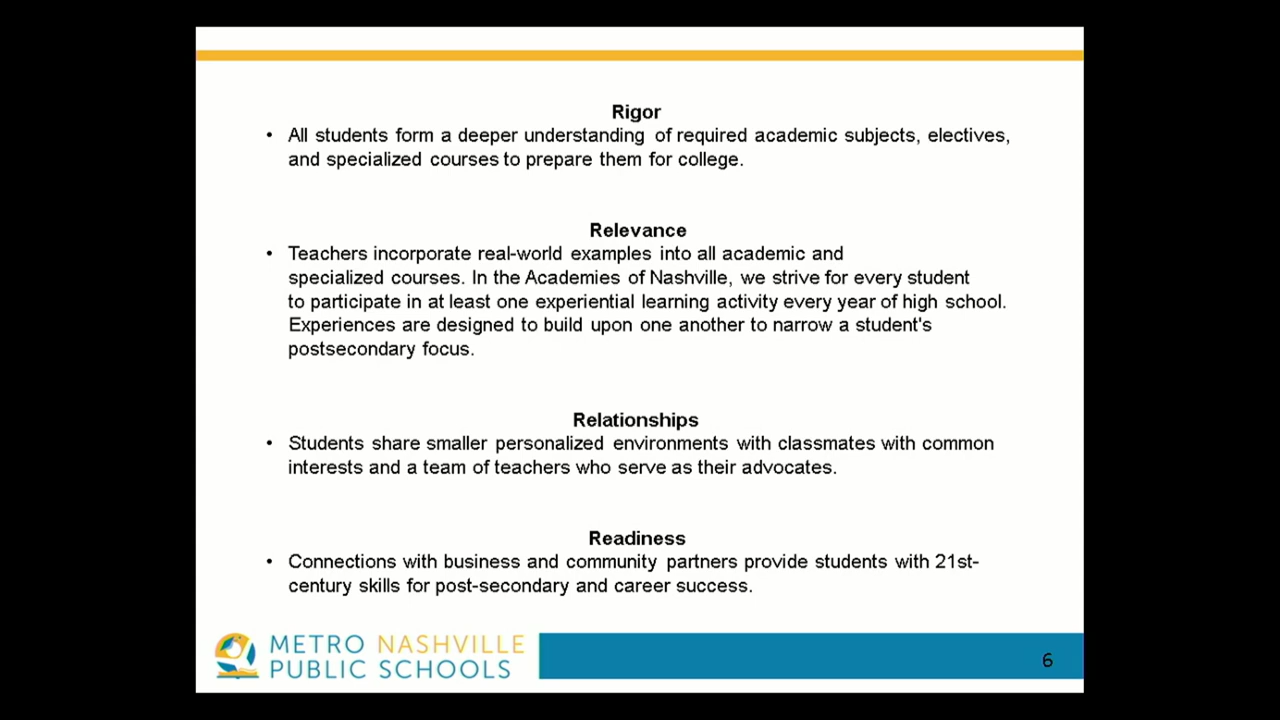 Rigor
• All students form a deeper understanding of required academic subjects, electives,
and specialized courses to prepare them for college.
Relevance
• Teachers incorporate real-world examples into all academic and
specialized courses. In the Academies of Nashville, we strive for every student
to participate in at least one experiential learning activity every year of high school.
Experiences are designed to build upon one another to narrow a student's
postsecondary focus.
Relationships
• Students share smaller personalized environments with classmates with common
interests and a team of teachers who serve as their advocates.
Readiness
• Connections with business and community partners provide students with 21st-
century skills for post-secondary and career success.
METRO NASHVILLE
PUBLIC SCHOOLS
6